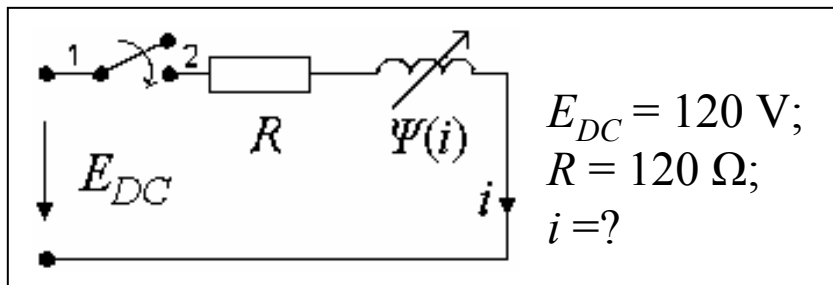 1 2
R Ψ(i)
E_DC i
E_DC = 120 V;
R = 120 Ω;
i =?